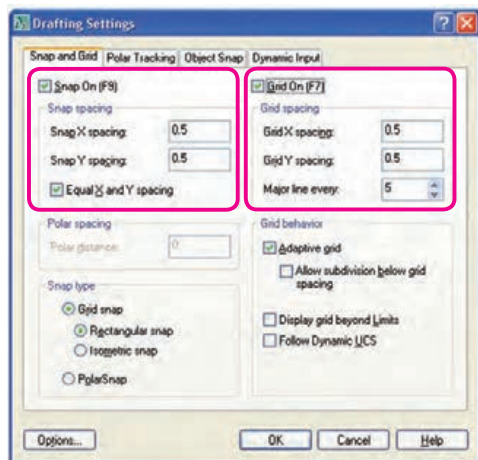 Drafting Settings
Snap and Grid Polar Tracking Object Snap Dynamic Input
Snap On (F9)
Snap spacing
Snap X spacing: 0.5
Snap Y spacing: 0.5
Equal X and Y spacing
Polar spacing
Polar distance: 0
Snap type
Grid snap
Rectangular snap
Isometric snap
PolarSnap
Grid On (F7)
Grid spacing
Grid X spacing: 0.5
Grid Y spacing: 0.5
Major line every: 5
Grid behavior
Adaptive grid
Allow subdivision below grid
spacing
Display grid beyond Limits
Follow Dynamic UCS
Options... OK Cancel Help